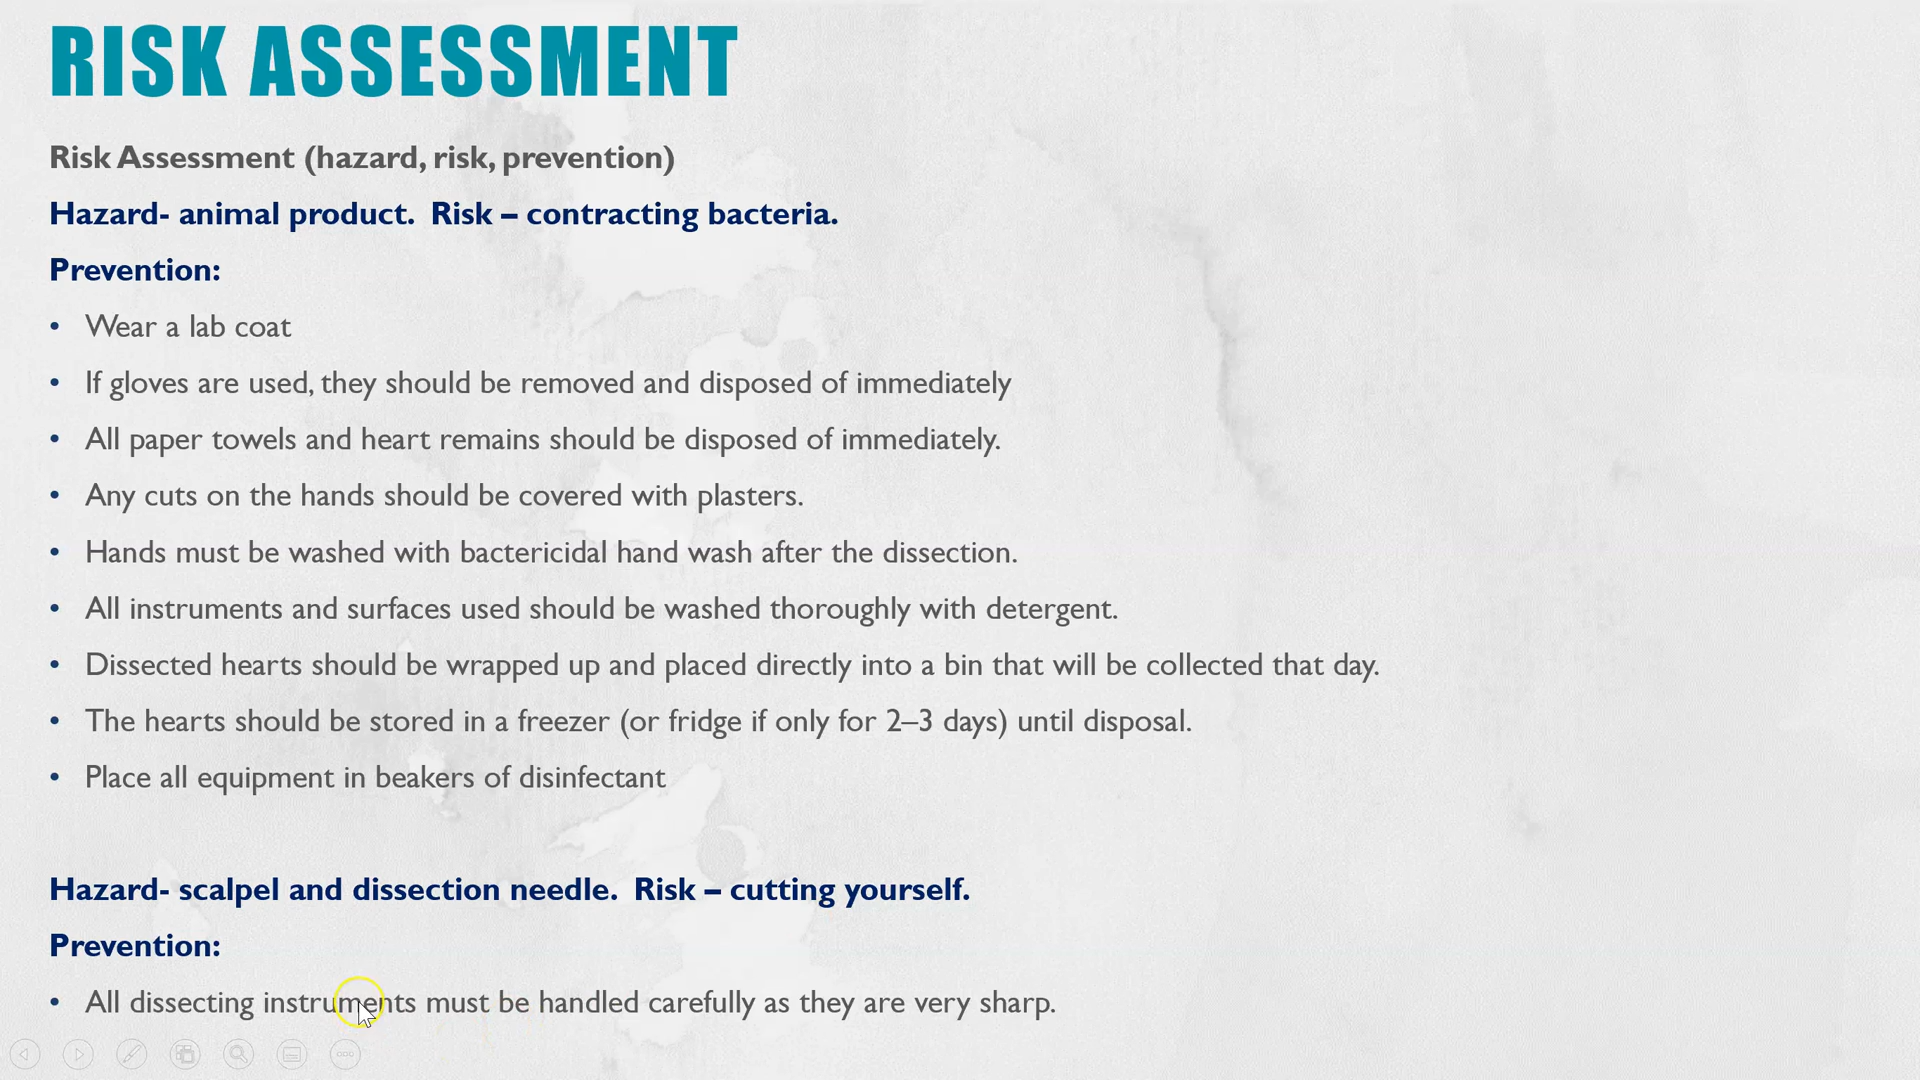 RISK ASSESSMENT
Risk Assessment (hazard, risk, prevention)
Hazard- animal product.  Risk – contracting bacteria.
Prevention:
• Wear a lab coat
• If gloves are used, they should be removed and disposed of immediately
• All paper towels and heart remains should be disposed of immediately.
• Any cuts on the hands should be covered with plasters.
• Hands must be washed with bactericidal hand wash after the dissection.
• All instruments and surfaces used should be washed thoroughly with detergent.
• Dissected hearts should be wrapped up and placed directly into a bin that will be collected that day.
• The hearts should be stored in a freezer (or fridge if only for 2–3 days) until disposal.
• Place all equipment in beakers of disinfectant
Hazard- scalpel and dissection needle.  Risk – cutting yourself.
Prevention:
• All dissecting instruments must be handled carefully as they are very sharp.